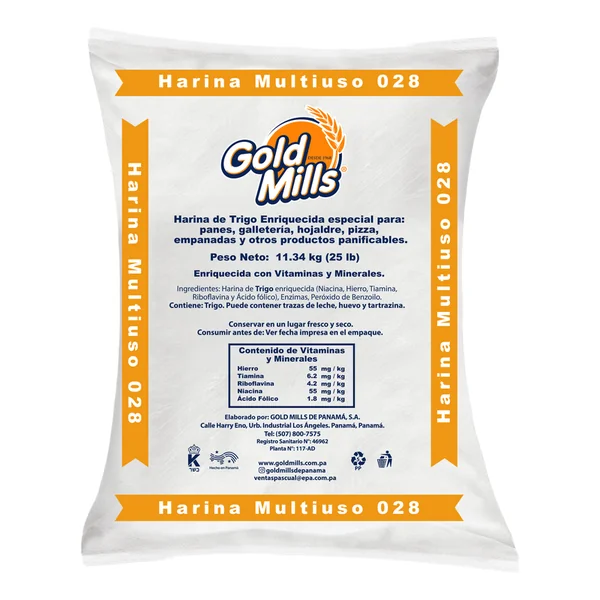 Harina Multiuso 028
Harina Multiuso 028
Harina Multiuso 028
Gold
DESDE 1968
Mills®
Harina de Trigo Enriquecida especial para:
panes, galletería, hojaldre, pizza,
empanadas y otros productos panificables.
Peso Neto: 11.34 kg (25 lb)
Enriquecida con Vitaminas y Minerales.
Ingredientes: Harina de Trigo enriquecida (Niacina, Hierro, Tiamina,
Riboflavina y Ácido fólico), Enzimas, Peróxido de Benzoilo.
Contiene: Trigo. Puede contener trazas de leche, huevo y tartrazina.
Conservar en un lugar fresco y seco.
Consumir antes de: Ver fecha impresa en el empaque.
Contenido de Vitaminas
y Minerales
Hierro 55 mg / kg
Tiamina 6.2 mg / kg
Riboflavina 4.2 mg / kg
Niacina 55 mg / kg
Ácido Fólico 1.8 mg / kg
Elaborado por: GOLD MILLS DE PANAMÁ, S.A.
Calle Harry Eno, Urb. Industrial Los Ángeles. Panamá, Panamá.
Tel: (507) 800-7575
Registro Sanitario N°: 46962
Planta N°: 117-AD
K
Hecho en Panamá
www.goldmills.com.pa
goldmillsdepanama
ventaspascual@epa.com.pa
PP
Harina Multiuso 028